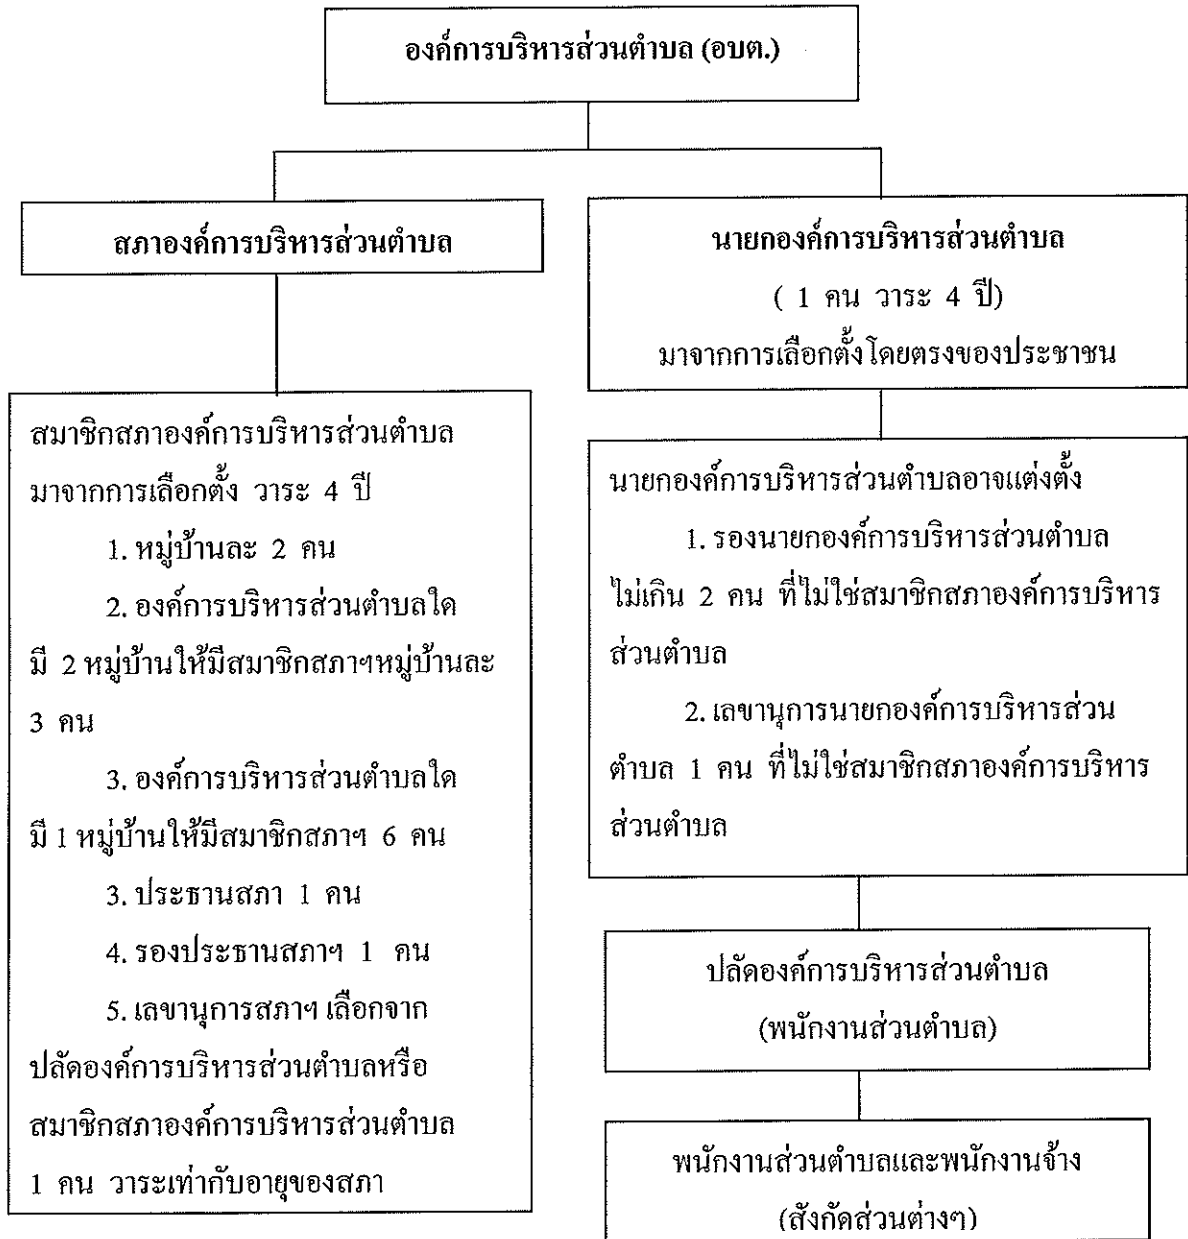 องค์การบริหารส่วนตำบล (อบต.)
สภาองค์การบริหารส่วนตำบล
สมาชิกสภาองค์การบริหารส่วนตำบล
มาจากการเลือกตั้ง วาระ 4 ปี
1. หมู่บ้านละ 2 คน
2. องค์การบริหารส่วนตำบลใด
มี 2 หมู่บ้านให้มีสมาชิกสภาฯหมู่บ้านละ
3 คน
3. องค์การบริหารส่วนตำบลใด
มี 1 หมู่บ้านให้มีสมาชิกสภาฯ 6 คน
3. ประธานสภา 1 คน
4. รองประธานสภาฯ 1 คน
5. เลขานุการสภาฯ เลือกจาก
ปลัดองค์การบริหารส่วนตำบลหรือ
สมาชิกสภาองค์การบริหารส่วนตำบล
1 คน วาระเท่ากับอายุของสภา
นายกองค์การบริหารส่วนตำบล
( 1 คน วาระ 4 ปี)
มาจากการเลือกตั้งโดยตรงของประชาชน
นายกองค์การบริหารส่วนตำบลอาจแต่งตั้ง
1. รองนายกองค์การบริหารส่วนตำบล
ไม่เกิน 2 คน ที่ไม่ใช่สมาชิกสภาองค์การบริหาร
ส่วนตำบล
2. เลขานุการนายกองค์การบริหารส่วน
ตำบล 1 คน ที่ไม่ใช่สมาชิกสภาองค์การบริหาร
ส่วนตำบล
ปลัดองค์การบริหารส่วนตำบล
(พนักงานส่วนตำบล)
พนักงานส่วนตำบลและพนักงานจ้าง
(สังกัดส่วนต่างๆ)